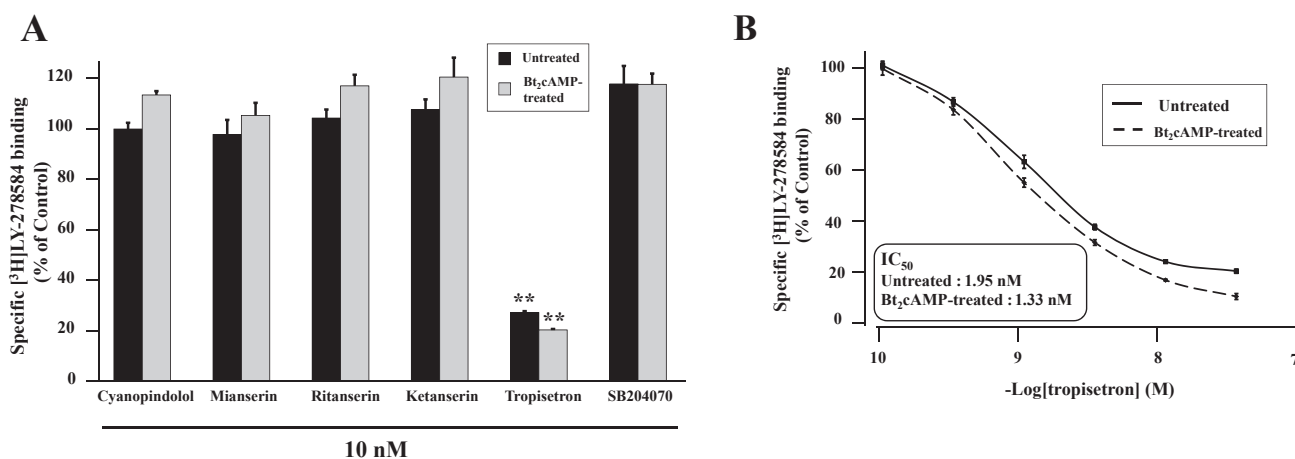 A
Specific [³H]LY-278584 binding
(% of Control)
120
100
80
60
40
20
0
Untreated
Bt₂cAMP-
treated
**
**
Cyanopindolol
Mianserin
Ritanserin
Ketanserin
Tropisetron
SB204070
10 nM
B
Specific [³H]LY-278584 binding
(% of Control)
100
80
60
40
20
0
Untreated
Bt₂cAMP-treated
IC₅₀
Untreated : 1.95 nM
Bt₂cAMP-treated : 1.33 nM
10
9
8
7
-Log[tropisetron] (M)